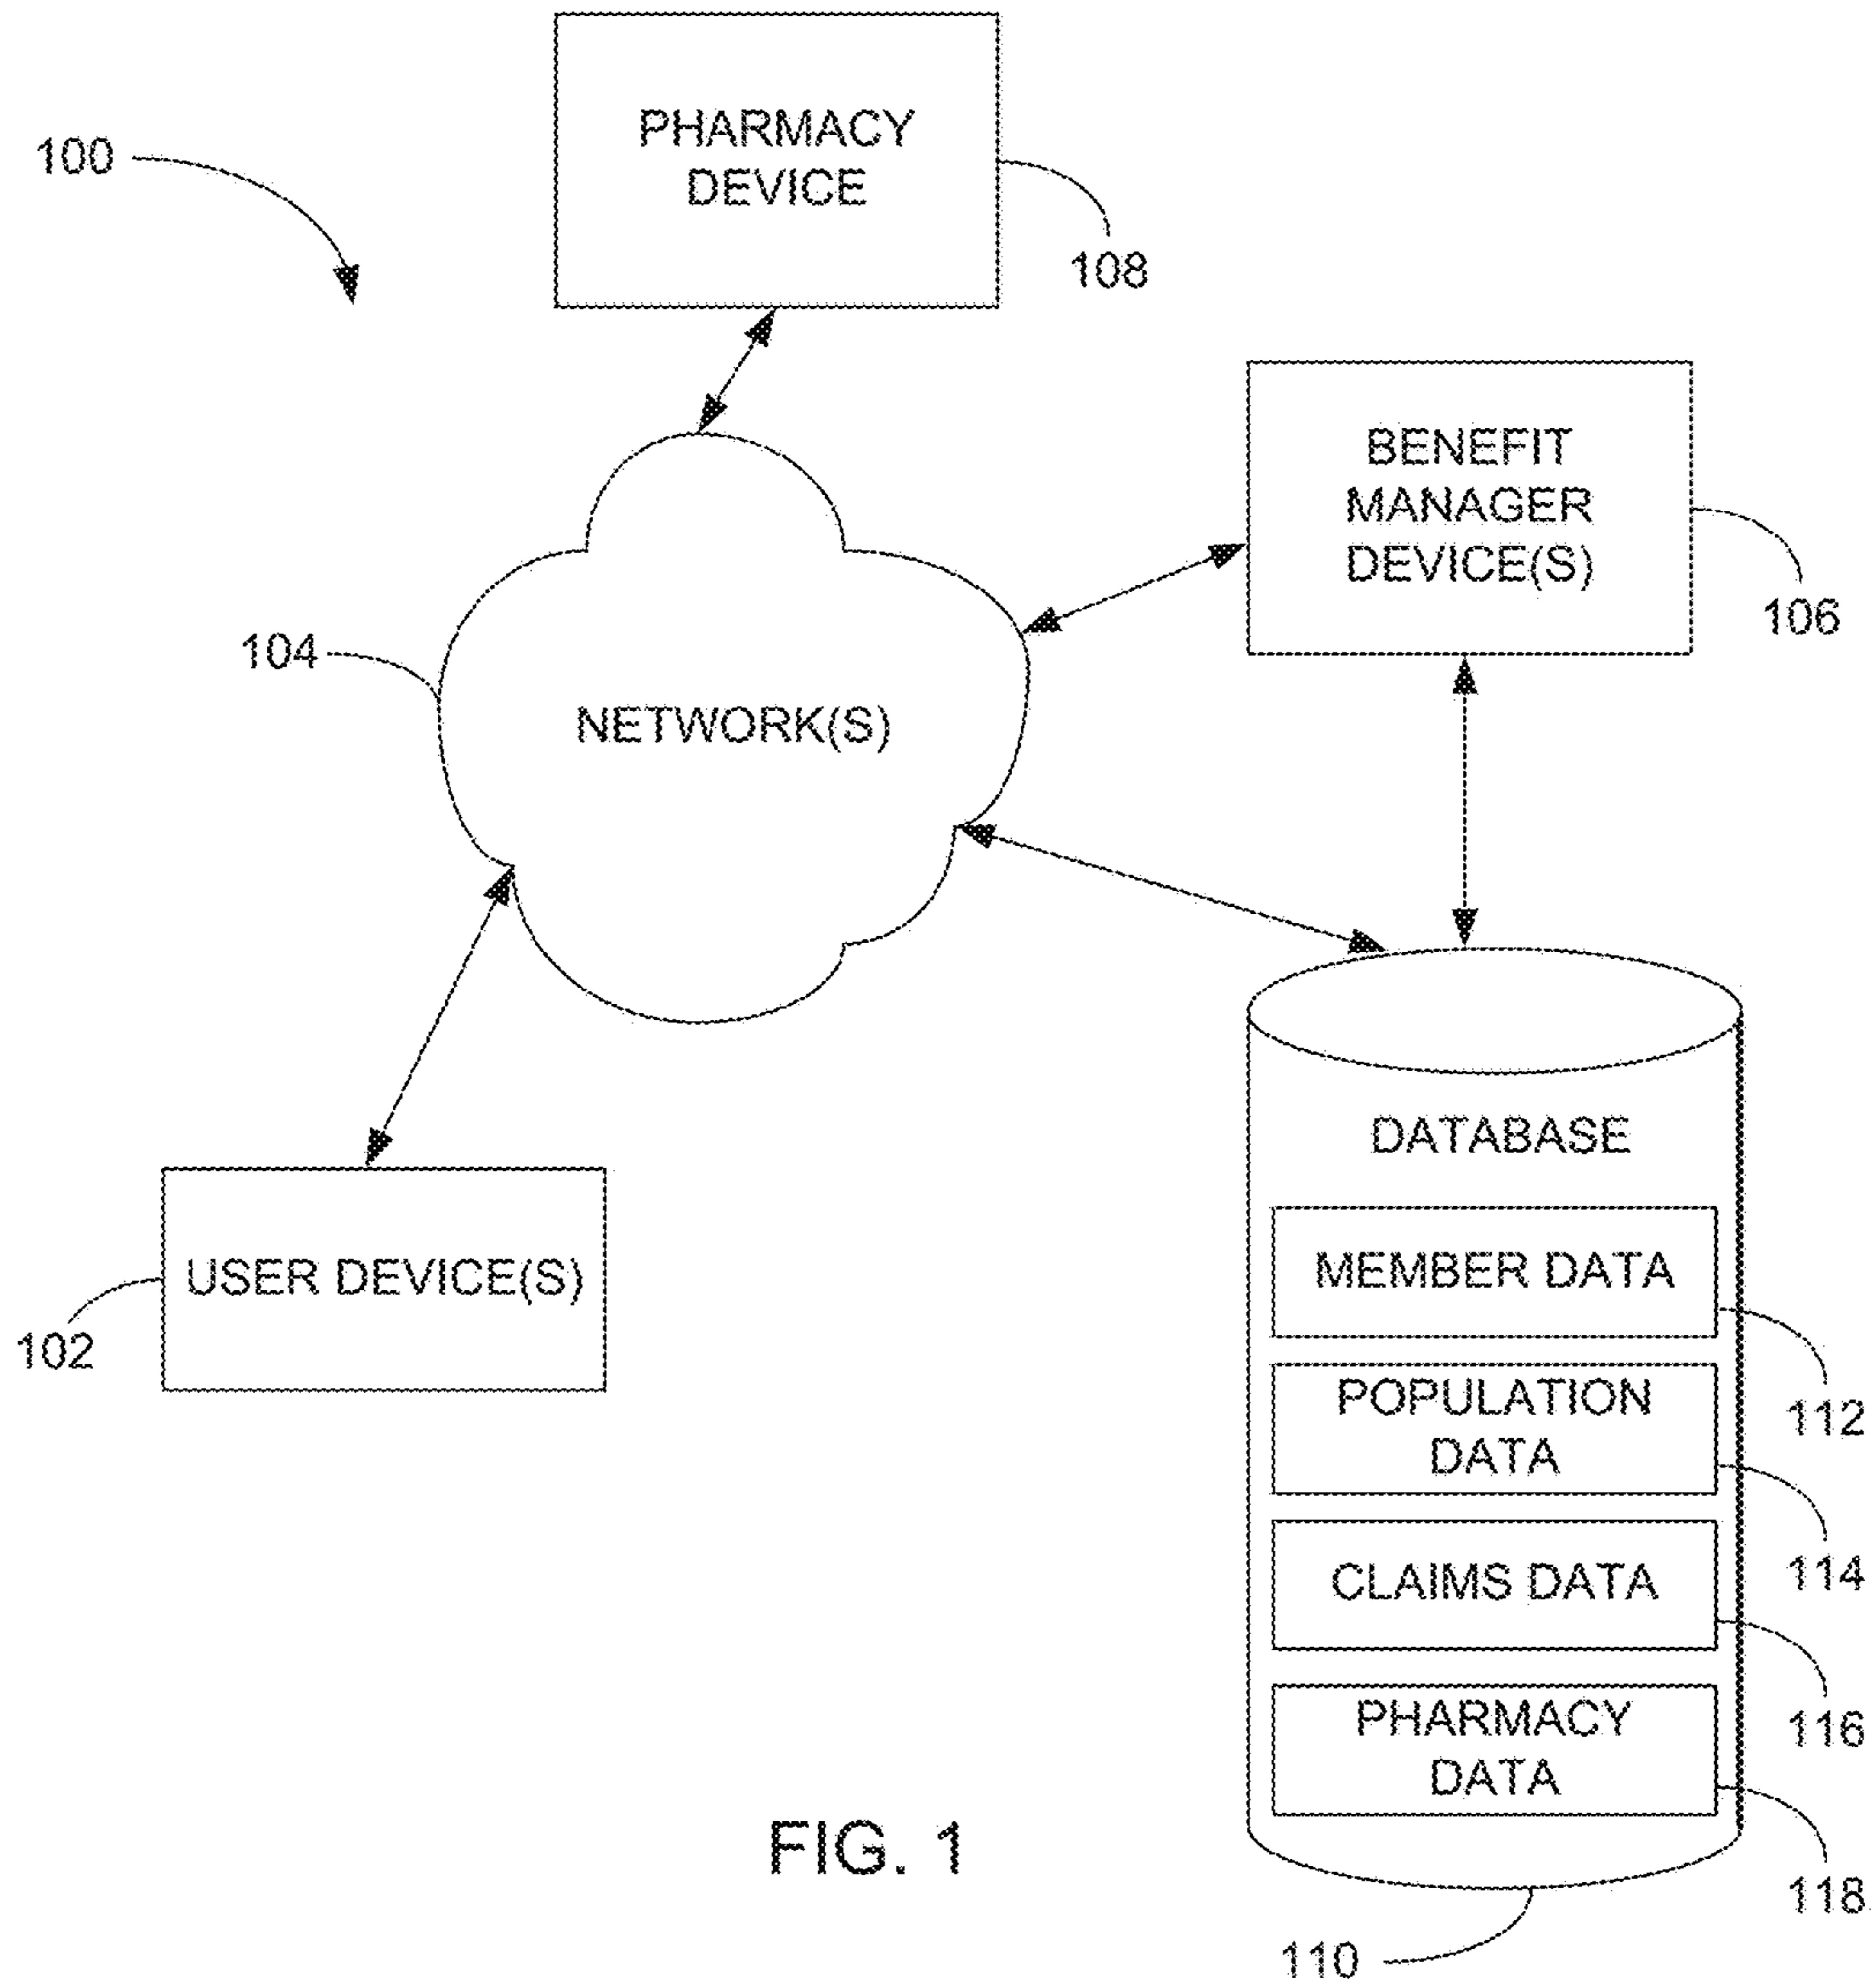 PHARMACY
DEVICE
100
108
BENEFIT
MANAGER
DEVICE(S)
106
104
NETWORK(S)
DATABASE
USER DEVICE(S)
102
MEMBER DATA
112
POPULATION
DATA
114
CLAIMS DATA
116
PHARMACY
DATA
118
FIG. 1
110